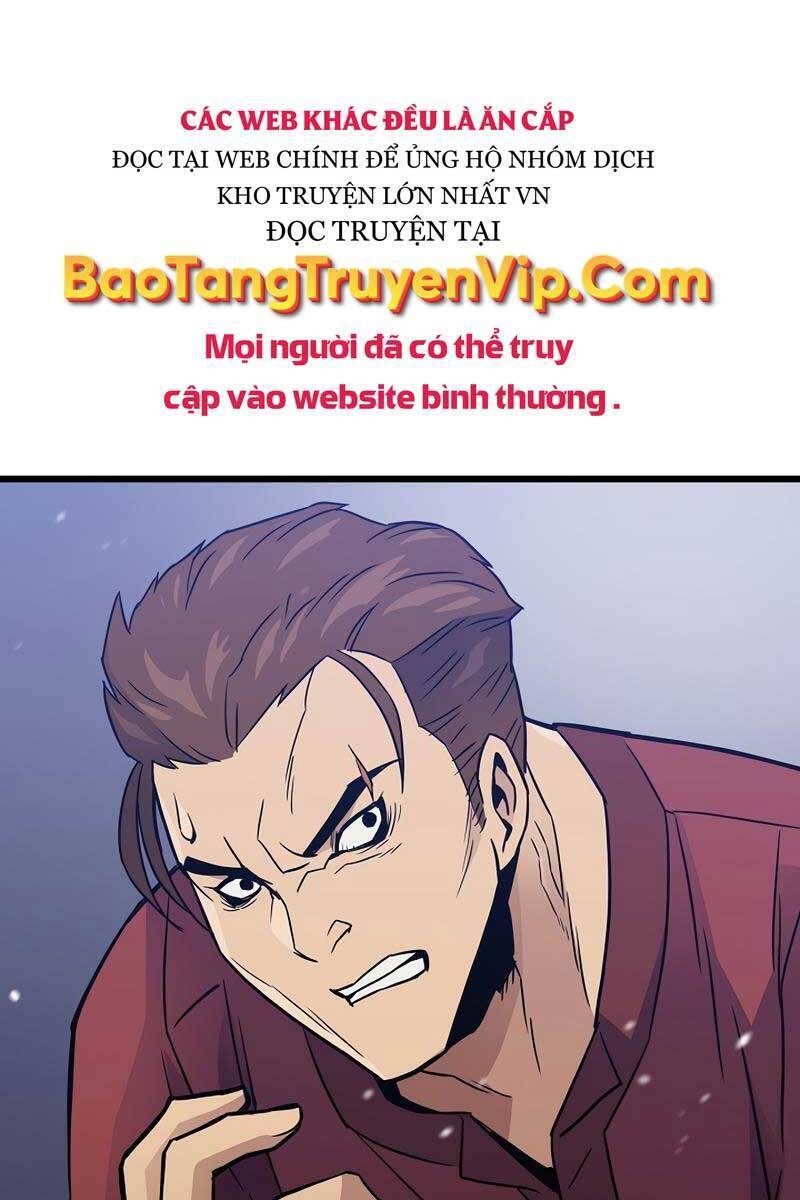 CÁC WEB KHÁC ĐỀU LÀ ĂN CẮP
ĐỌC TẠI WEB CHÍNH ĐỂ ỦNG HỘ NHÓM DỊCH
KHO TRUYỆN LỚN NHẤT VN
ĐỌC TRUYỆN TẠI
BaoTangTruyenVip.Com
Mọi người đã có thể truy
cập vào website bình thường .